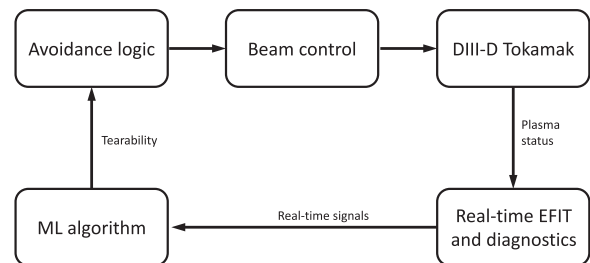 Avoidance logic
Beam control
DIII-D Tokamak
Tearability
Plasma
status
ML algorithm
Real-time signals
Real-time EFIT
and diagnostics